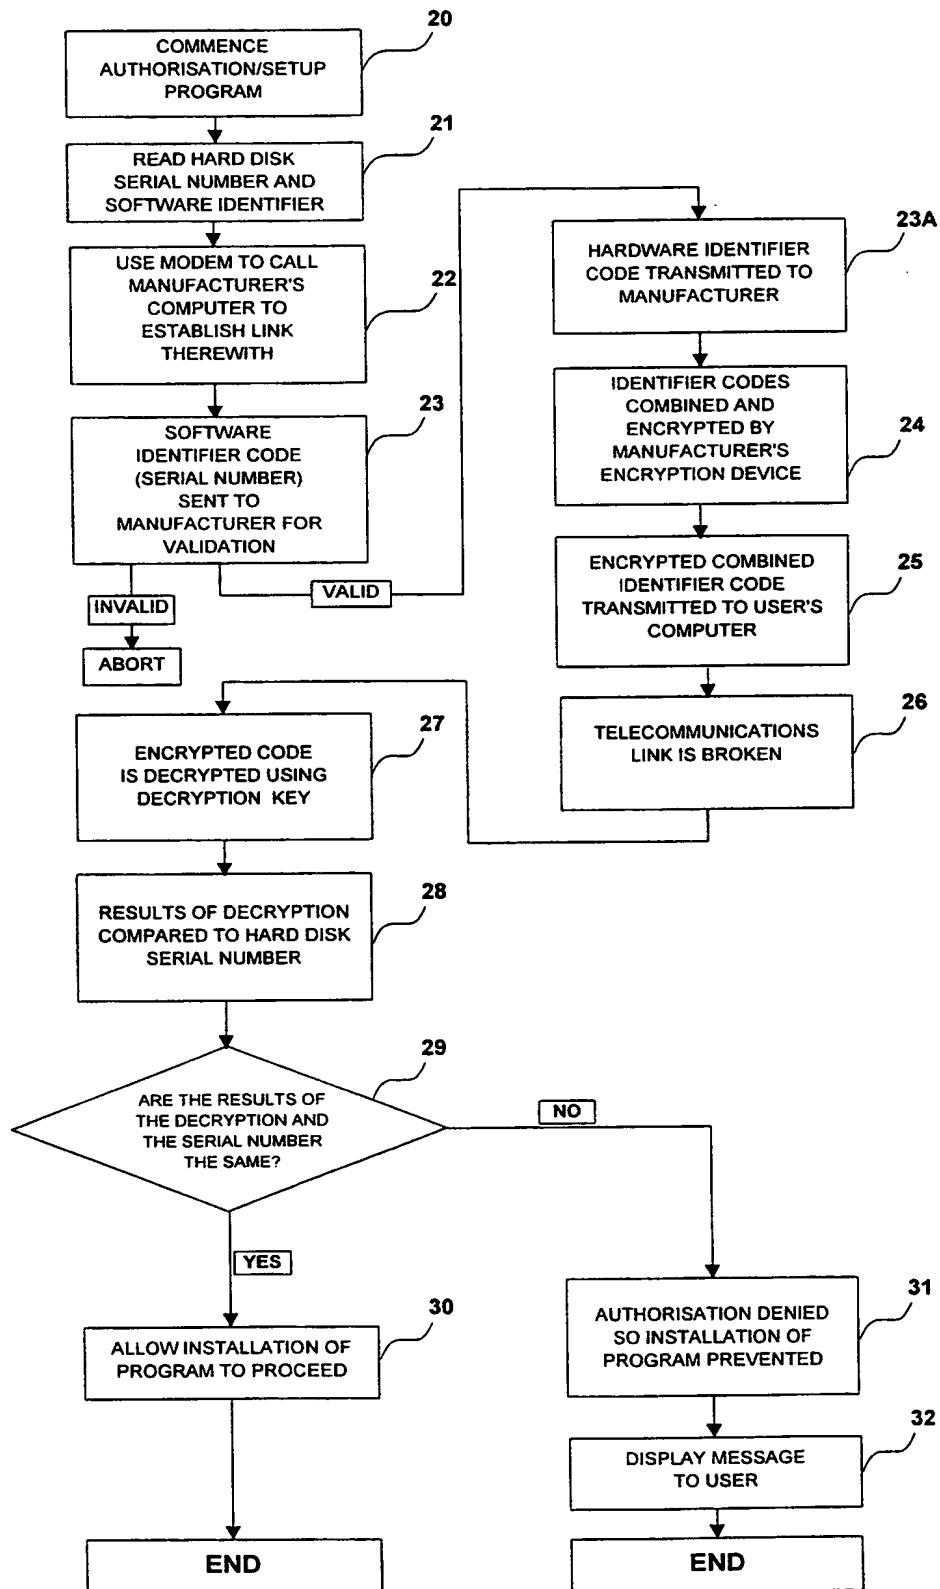 20
COMMENCE
AUTHORISATION/SETUP
PROGRAM
21
READ HARD DISK
SERIAL NUMBER AND
SOFTWARE IDENTIFIER
22
USE MODEM TO CALL
MANUFACTURER'S
COMPUTER TO
ESTABLISH LINK
THEREWITH
23
SOFTWARE
IDENTIFIER CODE
(SERIAL NUMBER)
SENT TO
MANUFACTURER FOR
VALIDATION
INVALID
ABORT
VALID
23A
HARDWARE IDENTIFIER
CODE TRANSMITTED TO
MANUFACTURER
24
IDENTIFIER CODES
COMBINED AND
ENCRYPTED BY
MANUFACTURER'S
ENCRYPTION DEVICE
25
ENCRYPTED COMBINED
IDENTIFIER CODE
TRANSMITTED TO USER'S
COMPUTER
26
TELECOMMUNICATIONS
LINK IS BROKEN
27
ENCRYPTED CODE
IS DECRYPTED USING
DECRYPTION KEY
28
RESULTS OF DECRYPTION
COMPARED TO HARD DISK
SERIAL NUMBER
29
ARE THE RESULTS OF
THE DECRYPTION AND
THE SERIAL NUMBER
THE SAME?
NO
YES
30
ALLOW INSTALLATION OF
PROGRAM TO PROCEED
END
31
AUTHORISATION DENIED
SO INSTALLATION OF
PROGRAM PREVENTED
32
DISPLAY MESSAGE
TO USER
END